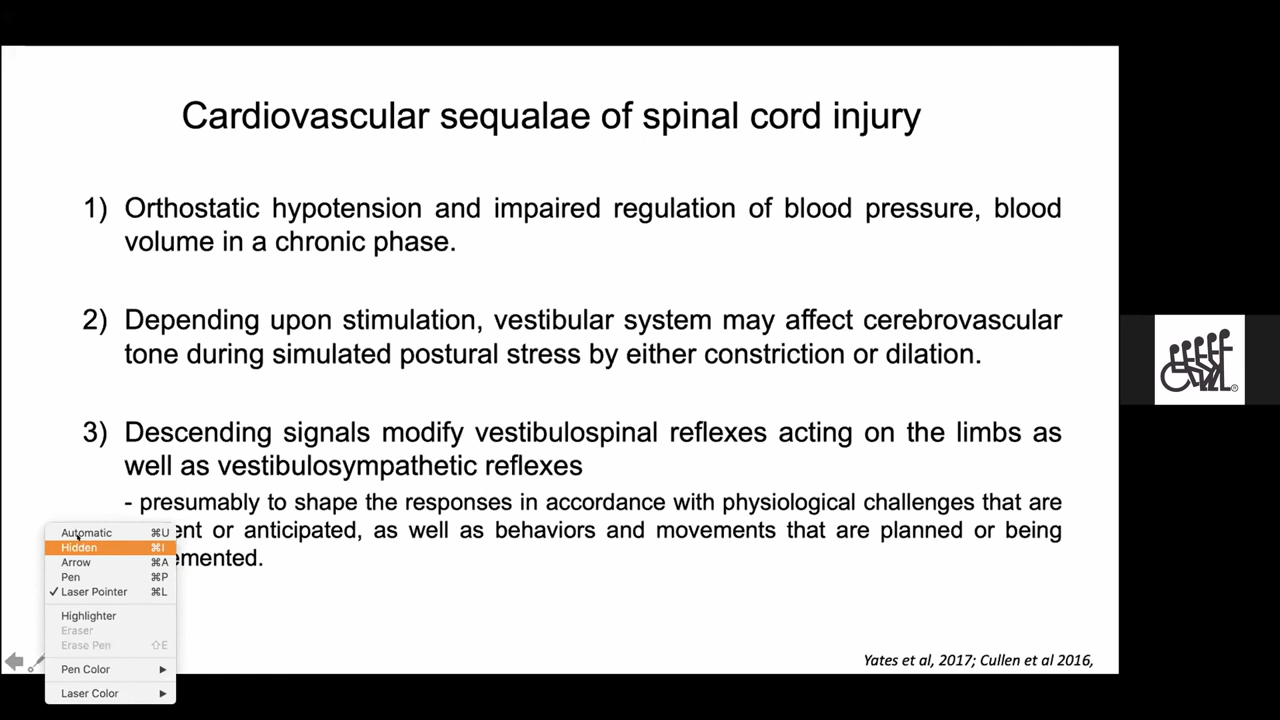 Cardiovascular sequalae of spinal cord injury
1) Orthostatic hypotension and impaired regulation of blood pressure, blood
volume in a chronic phase.
2) Depending upon stimulation, vestibular system may affect cerebrovascular
tone during simulated postural stress by either constriction or dilation.
3) Descending signals modify vestibulospinal reflexes acting on the limbs as
well as vestibulosympathetic reflexes
- presumably to shape the responses in accordance with physiological challenges that are
ent or anticipated, as well as behaviors and movements that are planned or being
emented.
Automatic ⌘U
Hidden ⌘I
Arrow ⌘A
Pen ⌘P
✓ Laser Pointer ⌘L
Highlighter
Eraser
Erase Pen ⇧E
Pen Color ▶
Laser Color ▶
Yates et al, 2017; Cullen et al 2016,
®